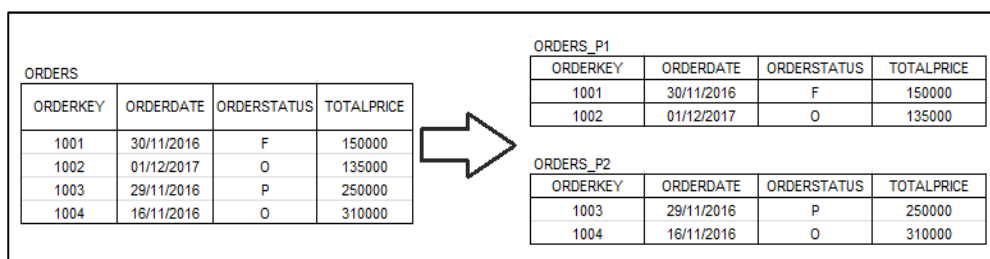 ORDERS
ORDERKEY ORDERDATE ORDERSTATUS TOTALPRICE
1001 30/11/2016 F 150000
1002 01/12/2017 O 135000
1003 29/11/2016 P 250000
1004 16/11/2016 O 310000
ORDERS_P1
ORDERKEY ORDERDATE ORDERSTATUS TOTALPRICE
1001 30/11/2016 F 150000
1002 01/12/2017 O 135000
ORDERS_P2
ORDERKEY ORDERDATE ORDERSTATUS TOTALPRICE
1003 29/11/2016 P 250000
1004 16/11/2016 O 310000